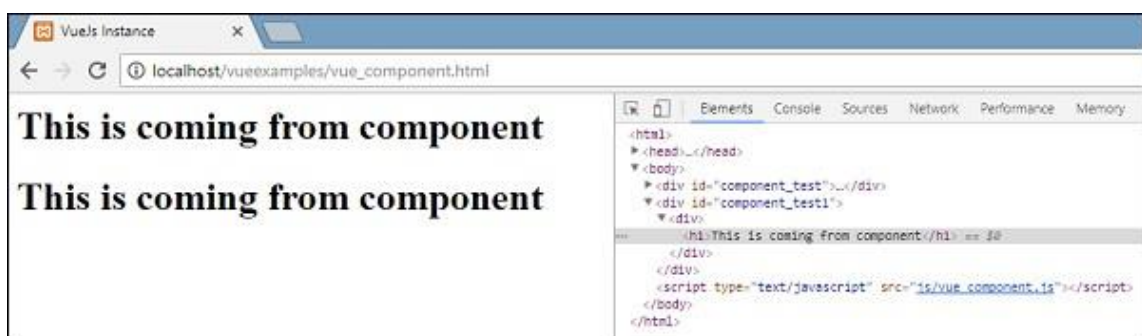 VueJs Instance
localhost/vueexamples/vue_component.html
This is coming from component
This is coming from component
Elements Console Sources Network Performance Memory
<html>
<head>…</head>
<body>
<div id="component_test">…</div>
<div id="component_test1">
<div>
<h1>This is coming from component</h1> == $0
</div>
</div>
<script type="text/javascript" src="js/vue_component.js"></script>
</body>
</html>